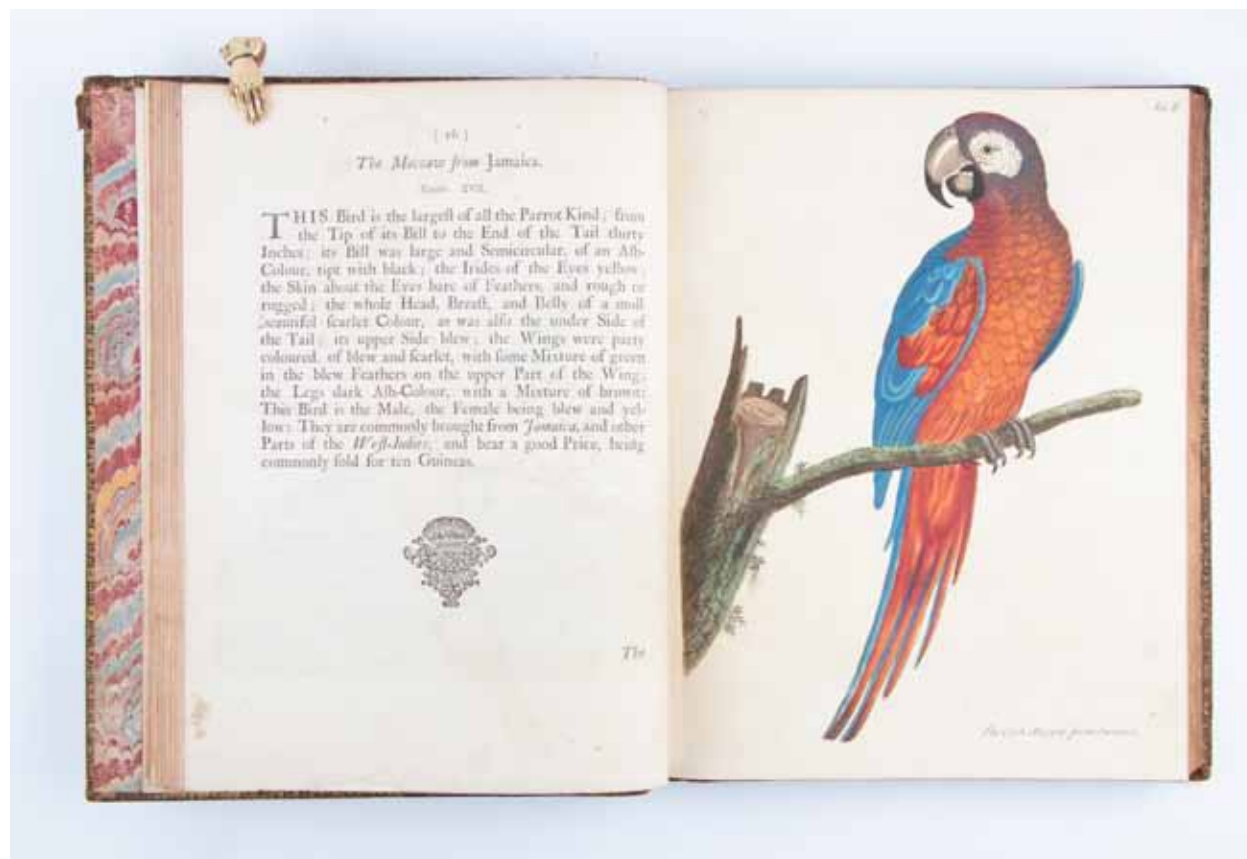 ( 16 )
The Maccaw from Jamaica.
Numb. XVI.
THIS Bird is the largeſt of all the Parrot Kind; from
the Tip of its Bill to the End of the Tail thirty
Inches; its Bill was large and Semicircular, of an Aſh-
Colour, tipt with black; the Irides of the Eyes yellow;
the Skin about the Eyes bare of Feathers, and rough or
rugged; the whole Head, Breaſt, and Belly of a moſt
beautiful ſcarlet Colour, as was alſo the under Side of
the Tail; its upper Side blew; the Wings were party
coloured, of blew and ſcarlet, with ſome Mixture of green
in the blew Feathers on the upper Part of the Wing;
the Legs dark Aſh-Colour, with a Mixture of brown:
This Bird is the Male, the Female being blew and yel-
low: They are commonly brought from Jamaica, and other
Parts of the Weſt-Indies; and bear a good Price, being
commonly ſold for ten Guineas.
The